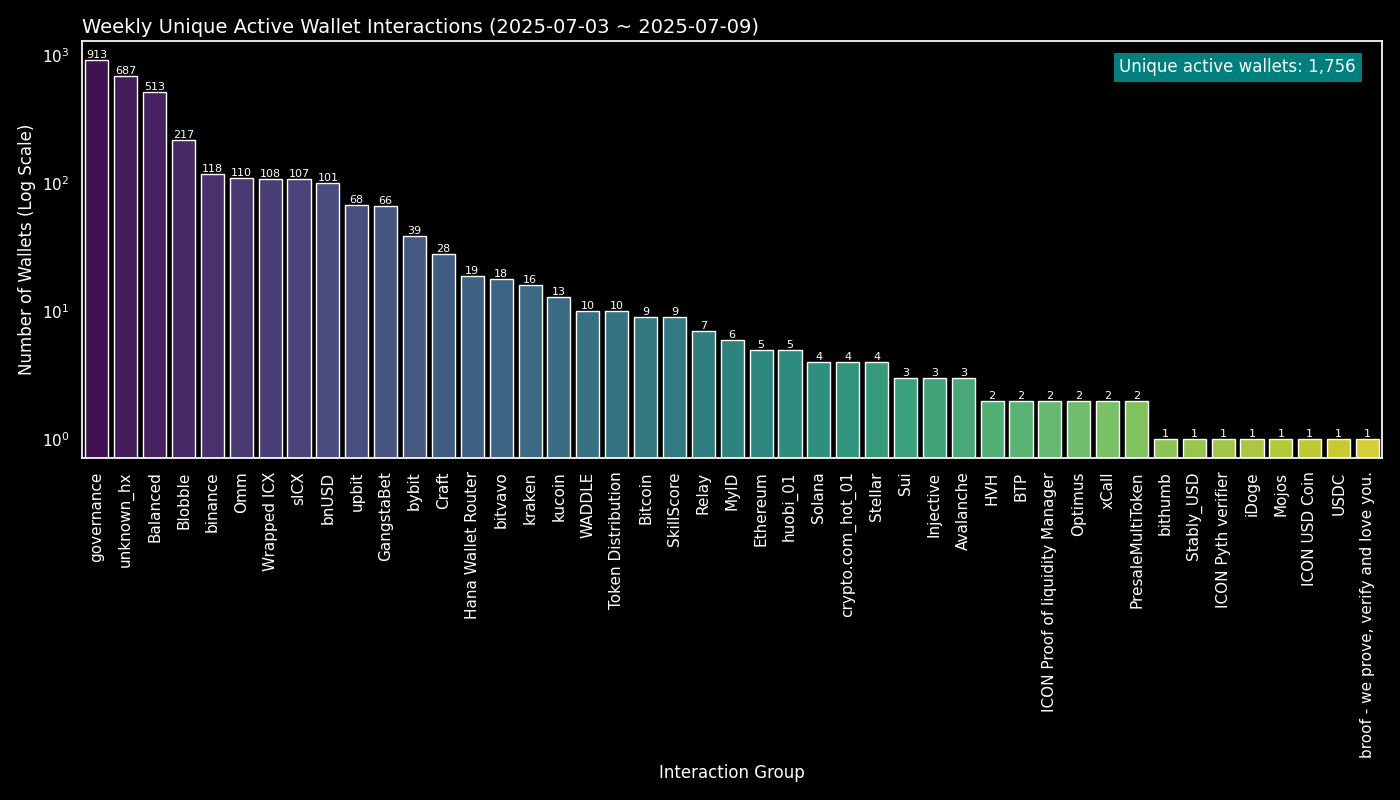 Weekly Unique Active Wallet Interactions (2025-07-03 ~ 2025-07-09)
Unique active wallets: 1,756
Number of Wallets (Log Scale)
10³
10²
10¹
10⁰
913
687
513
217
118
110
108
107
101
68
66
39
28
19
18
16
13
10
10
9
9
7
6
5
5
4
4
4
3
3
3
2
2
2
2
2
2
1
1
1
1
1
1
1
1
governance
unknown_hx
Balanced
Blobble
binance
Omm
Wrapped ICX
sICX
bnUSD
upbit
GangstaBet
bybit
Craft
Hana Wallet Router
bitvavo
kraken
kucoin
WADDLE
Token Distribution
Bitcoin
SkillScore
Relay
MyID
Ethereum
huobi_01
Solana
crypto.com_hot_01
Stellar
Sui
Injective
Avalanche
HVH
BTP
ICON Proof of liquidity Manager
Optimus
xCall
PresaleMultiToken
bithumb
Stably_USD
ICON Pyth verifier
iDoge
Mojos
ICON USD Coin
USDC
broof - we prove, verify and love you.
Interaction Group